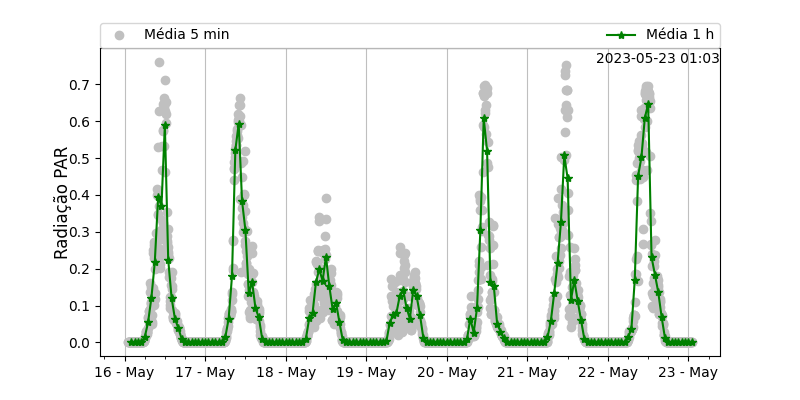 Média 5 min
Média 1 h
2023-05-23 01:03
Radiação PAR
0.7
0.6
0.5
0.4
0.3
0.2
0.1
0.0
16 - May
17 - May
18 - May
19 - May
20 - May
21 - May
22 - May
23 - May